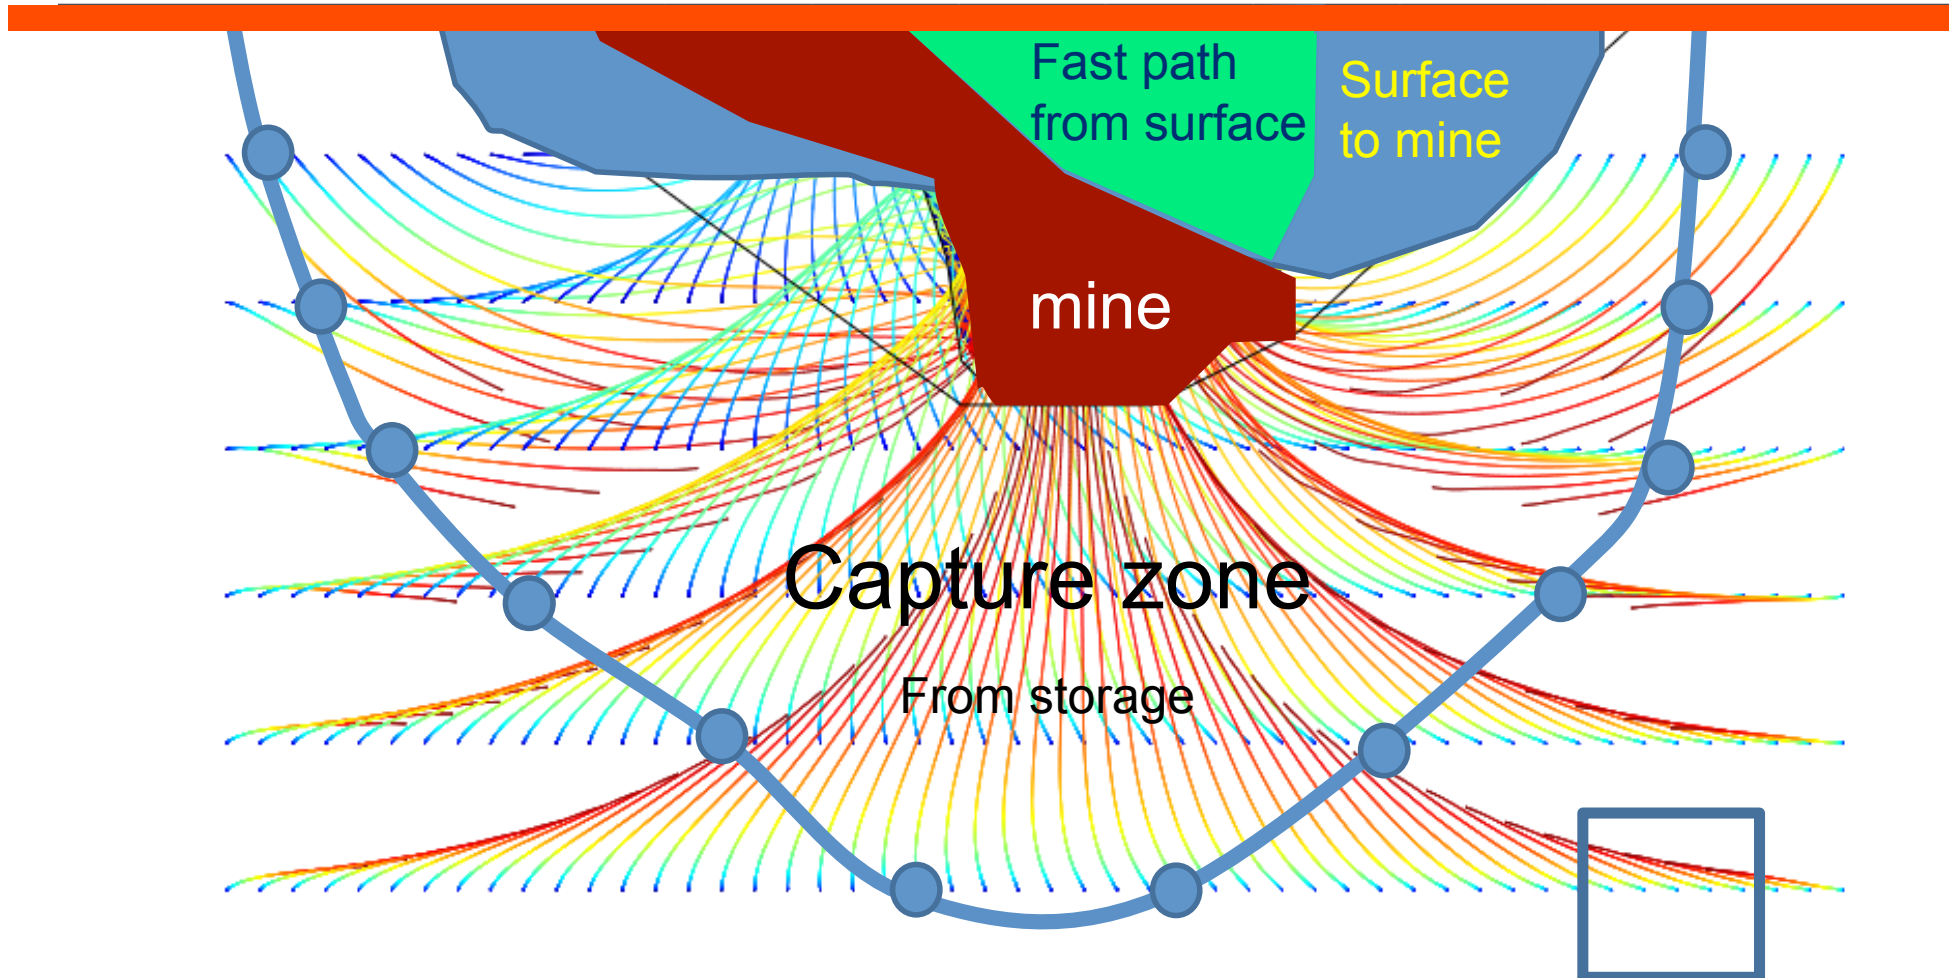 Fast path
from surface
Surface
to mine
mine
Capture zone
From storage